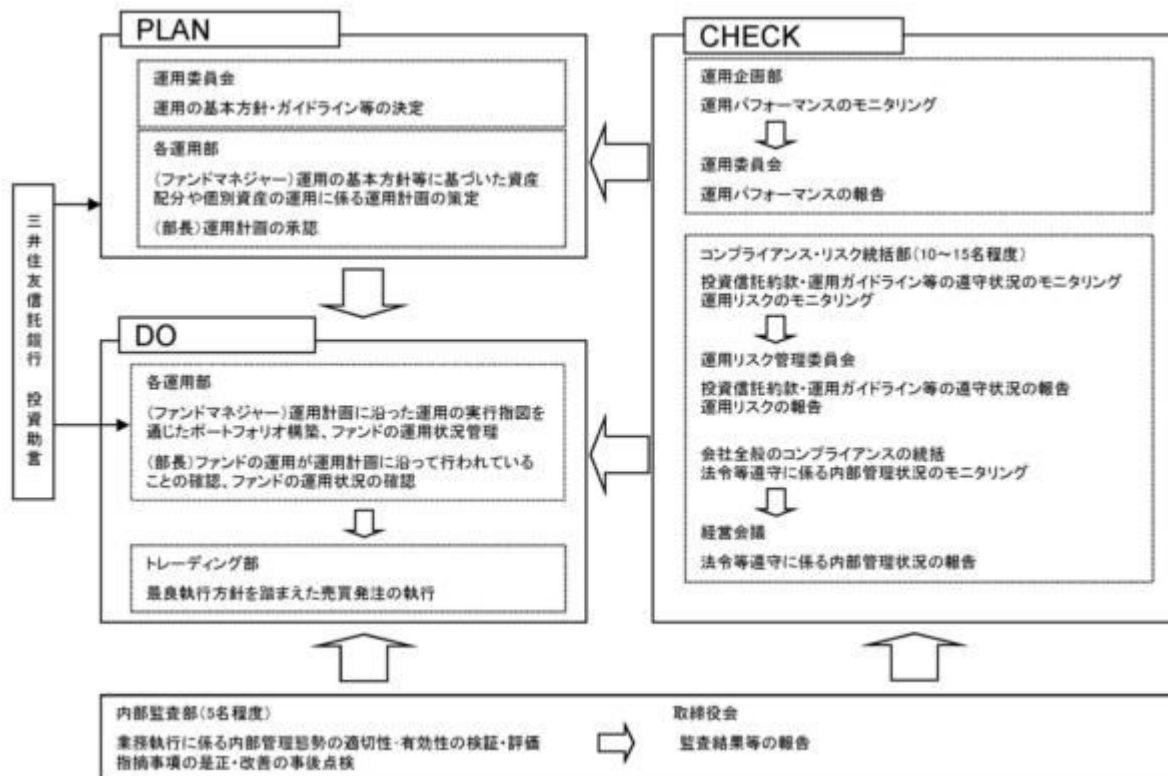 PLAN
運用委員会
運用の基本方針・ガイドライン等の決定
各運用部
(ファンドマネジャー)運用の基本方針等に基づいた資産
配分や個別資産の運用に係る運用計画の策定
(部長)運用計画の承認
三井住友信託銀行 投資助言
DO
各運用部
(ファンドマネジャー)運用計画に沿った運用の実行指図を
通じたポートフォリオ構築、ファンドの運用状況管理
(部長)ファンドの運用が運用計画に沿って行われている
ことの確認、ファンドの運用状況の確認
トレーディング部
最良執行方針を踏まえた売買発注の執行
CHECK
運用企画部
運用パフォーマンスのモニタリング
運用委員会
運用パフォーマンスの報告
コンプライアンス・リスク統括部(10~15名程度)
投資信託約款・運用ガイドライン等の遵守状況のモニタリング
運用リスクのモニタリング
運用リスク管理委員会
投資信託約款・運用ガイドライン等の遵守状況の報告
運用リスクの報告
会社全般のコンプライアンスの統括
法令等遵守に係る内部管理状況のモニタリング
経営会議
法令等遵守に係る内部管理状況の報告
内部監査部(5名程度)
業務執行に係る内部管理態勢の適切性・有効性の検証・評価
指摘事項の是正・改善の事後点検
取締役会
監査結果等の報告